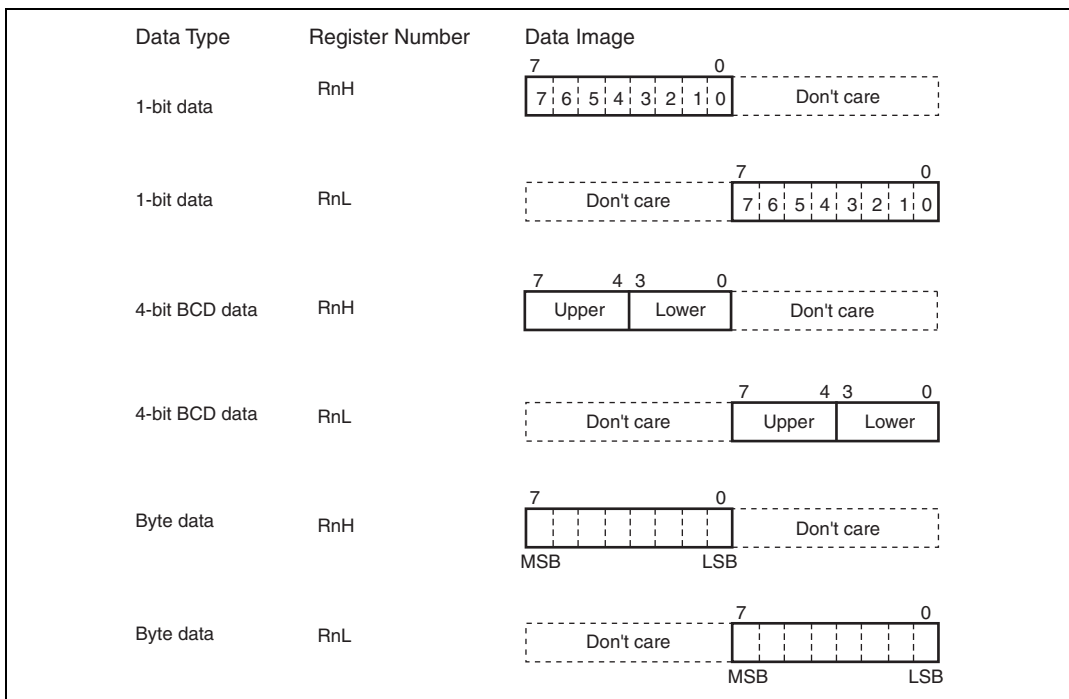 Data Type Register Number Data Image
7 0
1-bit data RnH 7 6 5 4 3 2 1 0 Don't care
7 0
1-bit data RnL Don't care 7 6 5 4 3 2 1 0
7 4 3 0
4-bit BCD data RnH Upper Lower Don't care
7 4 3 0
4-bit BCD data RnL Don't care Upper Lower
7 0
Byte data RnH Don't care
MSB LSB
7 0
Byte data RnL Don't care
MSB LSB